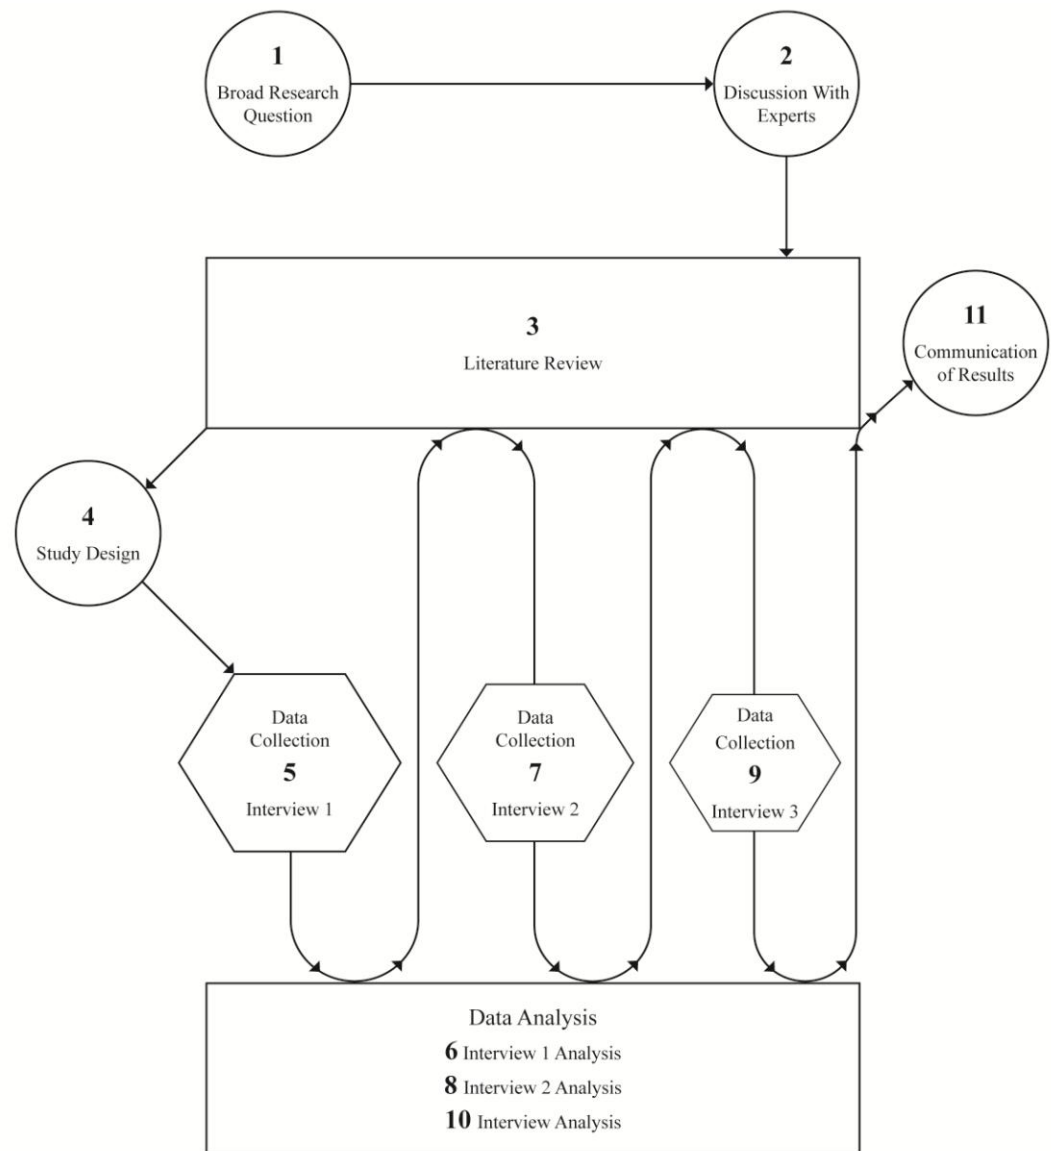 1
Broad Research
Question
2
Discussion With
Experts
3
Literature Review
11
Communication
of Results
4
Study Design
Data
Collection
5
Interview 1
Data
Collection
7
Interview 2
Data
Collection
9
Interview 3
Data Analysis
6 Interview 1 Analysis
8 Interview 2 Analysis
10 Interview Analysis